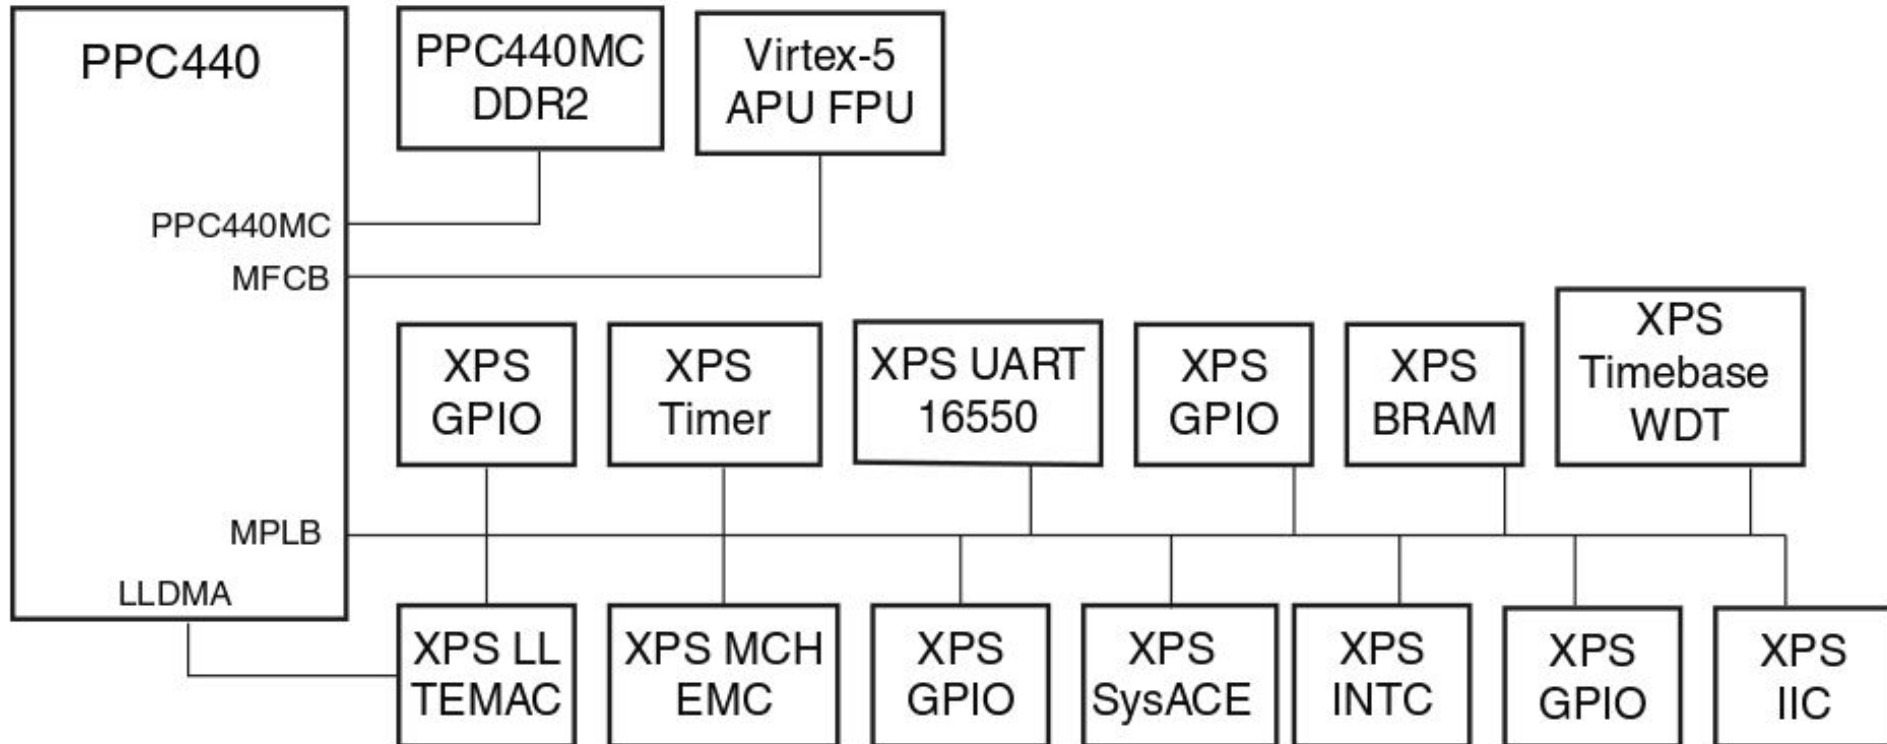 PPC440
PPC440MC
DDR2
Virtex-5
APU FPU
PPC440MC
MFCB
XPS
GPIO
XPS
Timer
XPS UART
16550
XPS
GPIO
XPS
BRAM
XPS
Timebase
WDT
MPLB
LLDMA
XPS LL
TEMAC
XPS MCH
EMC
XPS
GPIO
XPS
SysACE
XPS
INTC
XPS
GPIO
XPS
IIC